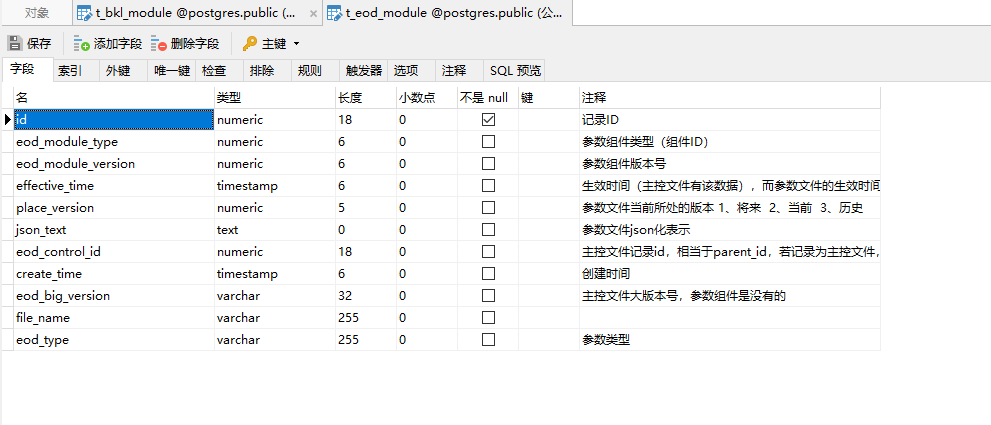 对象 t_bkl_module @postgres.public (... × t_eod_module @postgres.public (公...
保存 添加字段 删除字段 主键
字段 索引 外键 唯一键 检查 排除 规则 触发器 选项 注释 SQL 预览
名 类型 长度 小数点 不是 null 键 注释
id numeric 18 0 记录ID
eod_module_type numeric 6 0 参数组件类型（组件ID）
eod_module_version numeric 6 0 参数组件版本号
effective_time timestamp 6 0 生效时间（主控文件有该数据），而参数文件的生效时间
place_version numeric 5 0 参数文件当前所处的版本 1、将来 2、当前 3、历史
json_text text 0 0 参数文件json化表示
eod_control_id numeric 18 0 主控文件记录id，相当于parent_id，若记录为主控文件，
create_time timestamp 6 0 创建时间
eod_big_version varchar 32 0 主控文件大版本号，参数组件是没有的
file_name varchar 255 0
eod_type varchar 255 0 参数类型